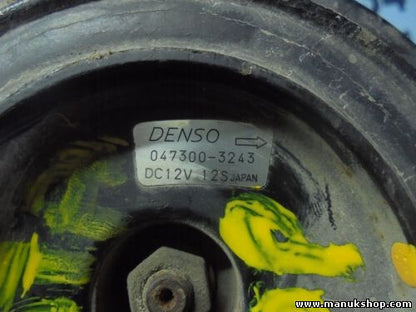 DENSO
047300-3243
DC12V 12S JAPAN
www.manukshop.com